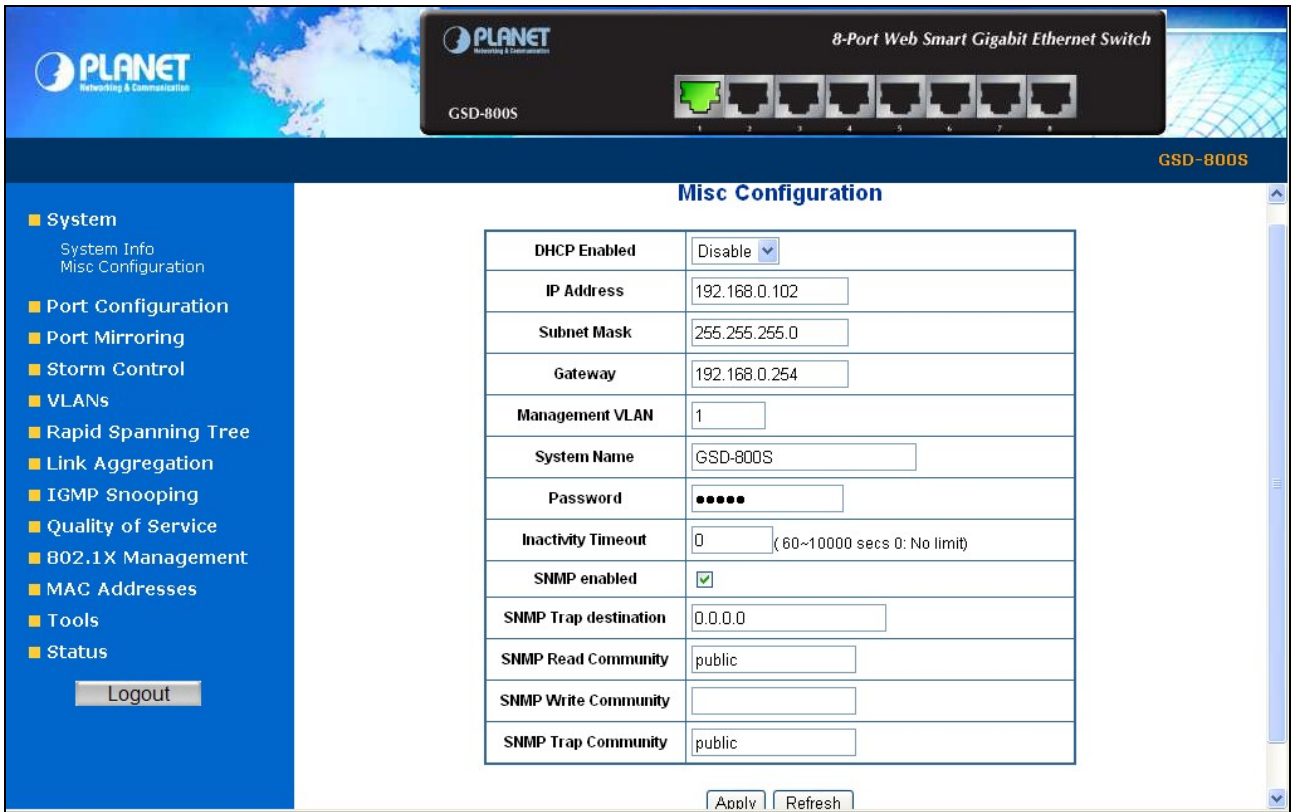 PLANET
Networking & Communication
PLANET
Networking & Communication
8-Port Web Smart Gigabit Ethernet Switch
GSD-800S
1 2 3 4 5 6 7 8
GSD-800S
System
System Info
Misc Configuration
Port Configuration
Port Mirroring
Storm Control
VLANs
Rapid Spanning Tree
Link Aggregation
IGMP Snooping
Quality of Service
802.1X Management
MAC Addresses
Tools
Status
Logout
Misc Configuration
DHCP Enabled Disable
IP Address 192.168.0.102
Subnet Mask 255.255.255.0
Gateway 192.168.0.254
Management VLAN 1
System Name GSD-800S
Password •••••
Inactivity Timeout 0 ( 60~10000 secs 0: No limit)
SNMP enabled
SNMP Trap destination 0.0.0.0
SNMP Read Community public
SNMP Write Community
SNMP Trap Community public
Apply Refresh